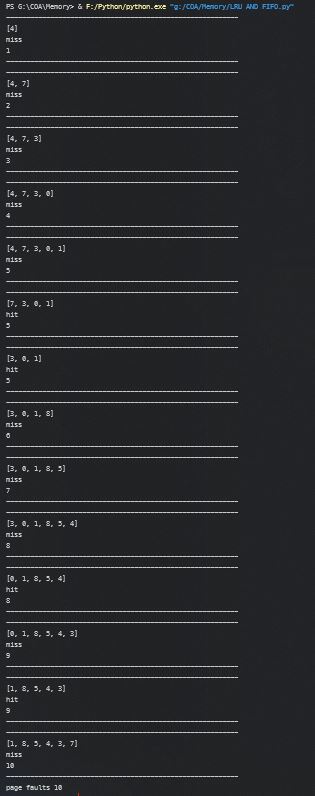 PS G:\COA\Memory> & F:/Python/python.exe "g:/COA/Memory/LRU AND FIFO.py"
[4]
miss
1
[4, 7]
miss
2
[4, 7, 3]
miss
3
[4, 7, 3, 0]
miss
4
[4, 7, 3, 0, 1]
miss
5
[7, 3, 0, 1]
hit
5
[3, 0, 1]
hit
5
[3, 0, 1, 8]
miss
6
[3, 0, 1, 8, 5]
miss
7
[3, 0, 1, 8, 5, 4]
miss
8
[0, 1, 8, 5, 4]
hit
8
[0, 1, 8, 5, 4, 3]
miss
9
[1, 8, 5, 4, 3]
hit
9
[1, 8, 5, 4, 3, 7]
miss
10
page faults 10